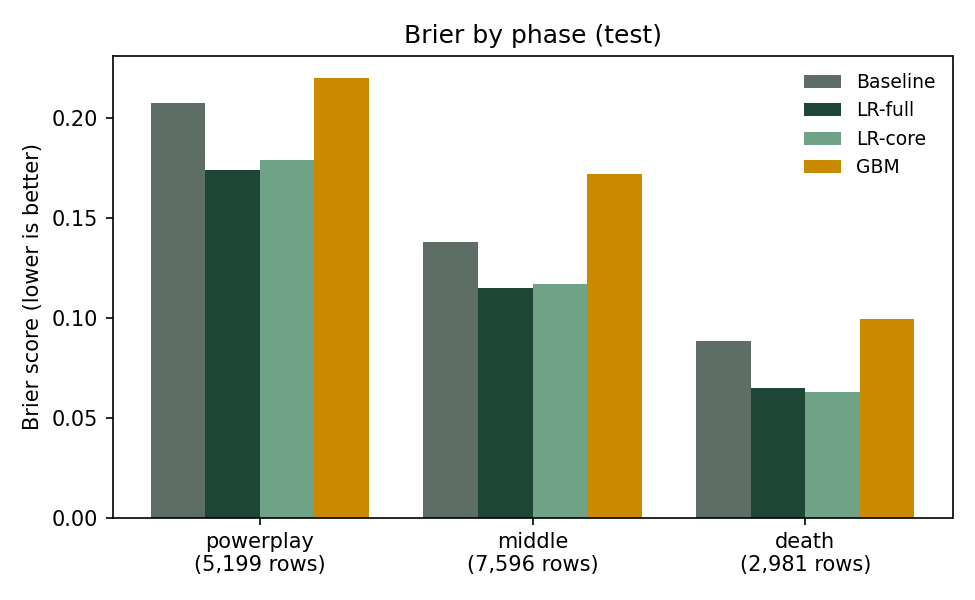 Brier by phase (test)
Baseline
LR-full
LR-core
GBM
Brier score (lower is better)
0.20
0.15
0.10
0.05
0.00
powerplay
(5,199 rows)
middle
(7,596 rows)
death
(2,981 rows)